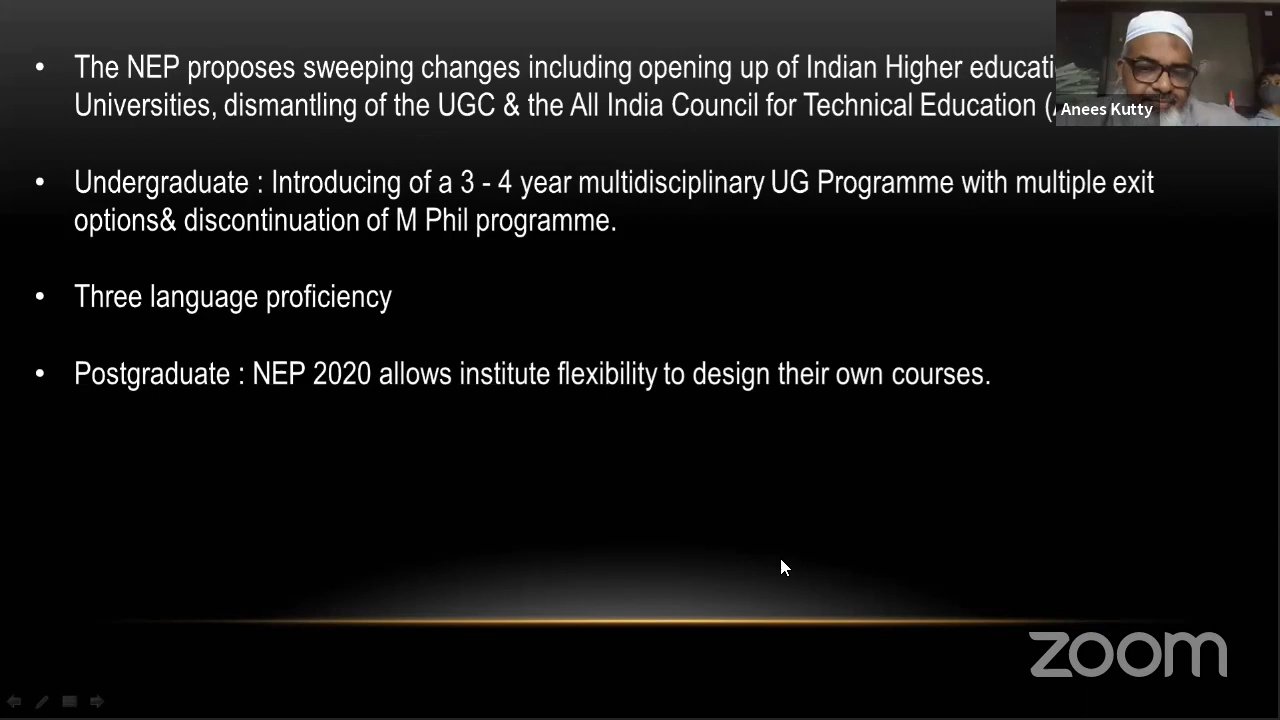 The NEP proposes sweeping changes including opening up of Indian Higher
Universities, dismantling of the UGC & the All India Council for Technical Education
Anees Kutty
Undergraduate : Introducing of a 3 - 4 year multidisciplinary UG Programme with multiple exit
options& discontinuation of M Phil programme.
Three language proficiency
Postgraduate : NEP 2020 allows institute flexibility to design their own courses.
zoom